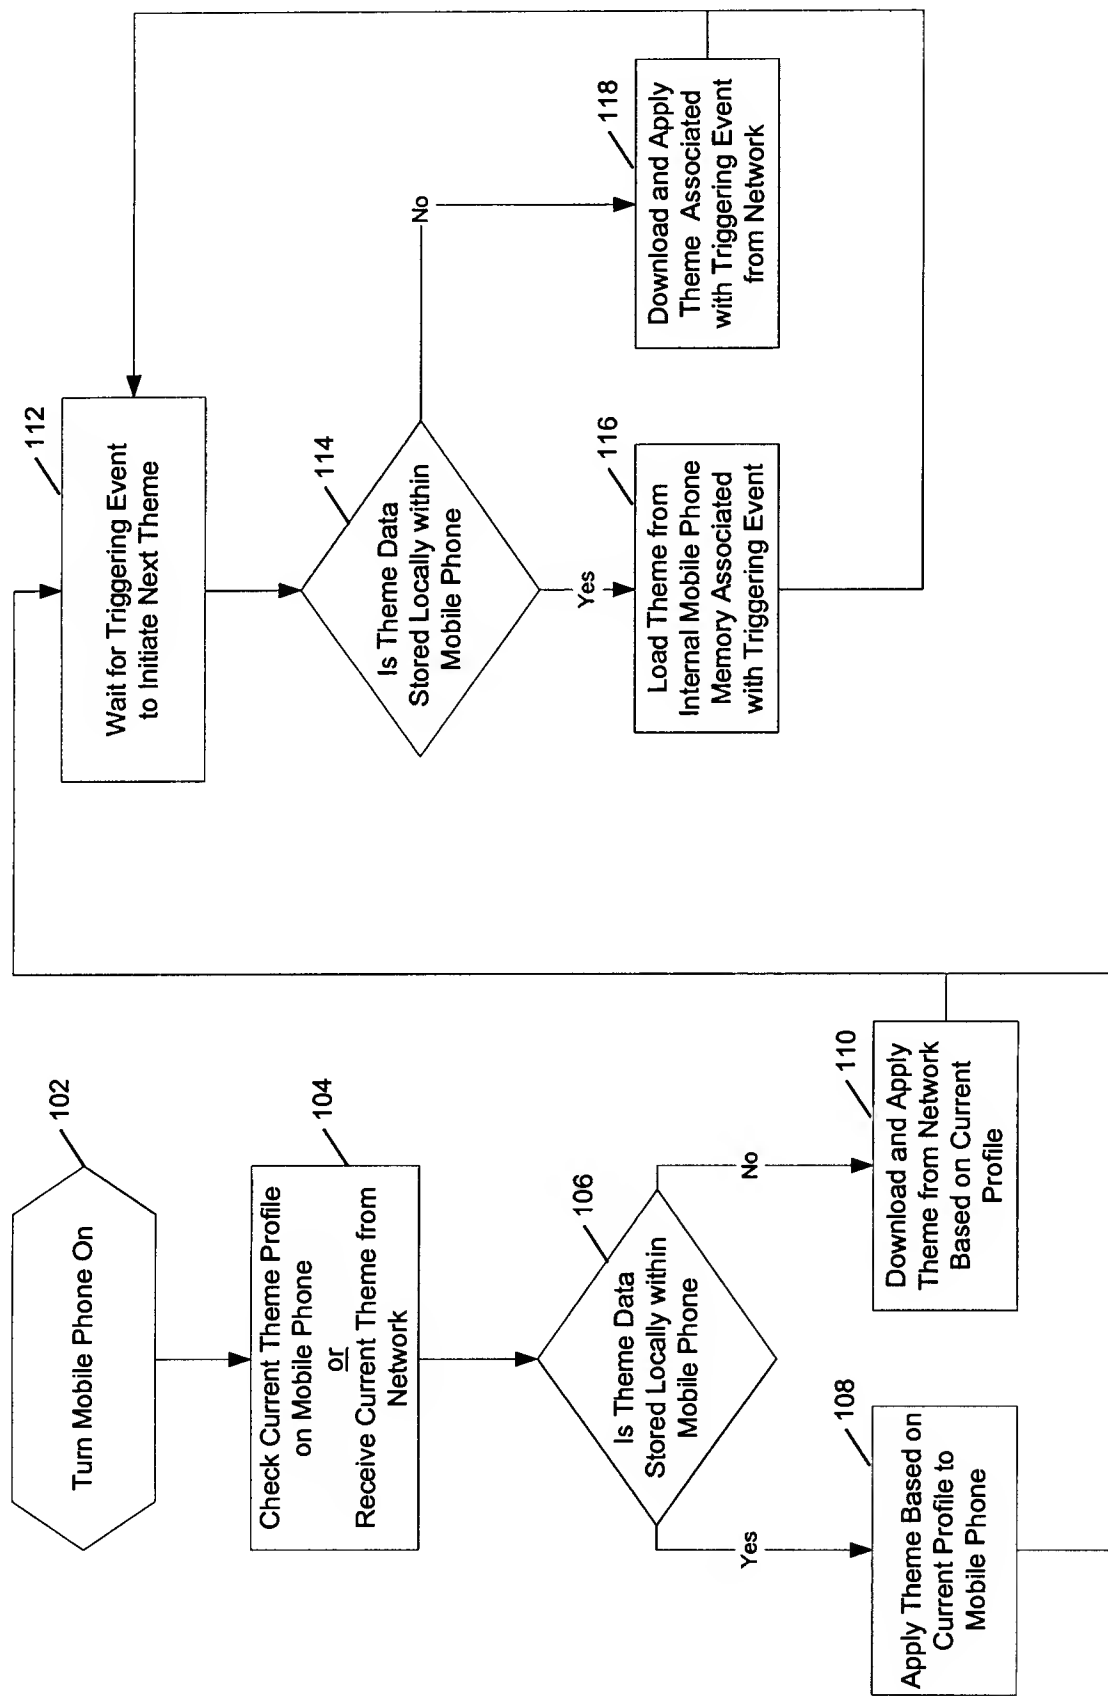 102
Turn Mobile Phone On
104
Check Current Theme Profile
on Mobile Phone
or
Receive Current Theme from
Network
106
Is Theme Data
Stored Locally within
Mobile Phone
Yes
No
108
Apply Theme Based on
Current Profile to
Mobile Phone
110
Download and Apply
Theme from Network
Based on Current
Profile
112
Wait for Triggering Event
to Initiate Next Theme
114
Is Theme Data
Stored Locally within
Mobile Phone
Yes
No
116
Load Theme from
Internal Mobile Phone
Memory Associated
with Triggering Event
118
Download and Apply
Theme Associated
with Triggering Event
from Network